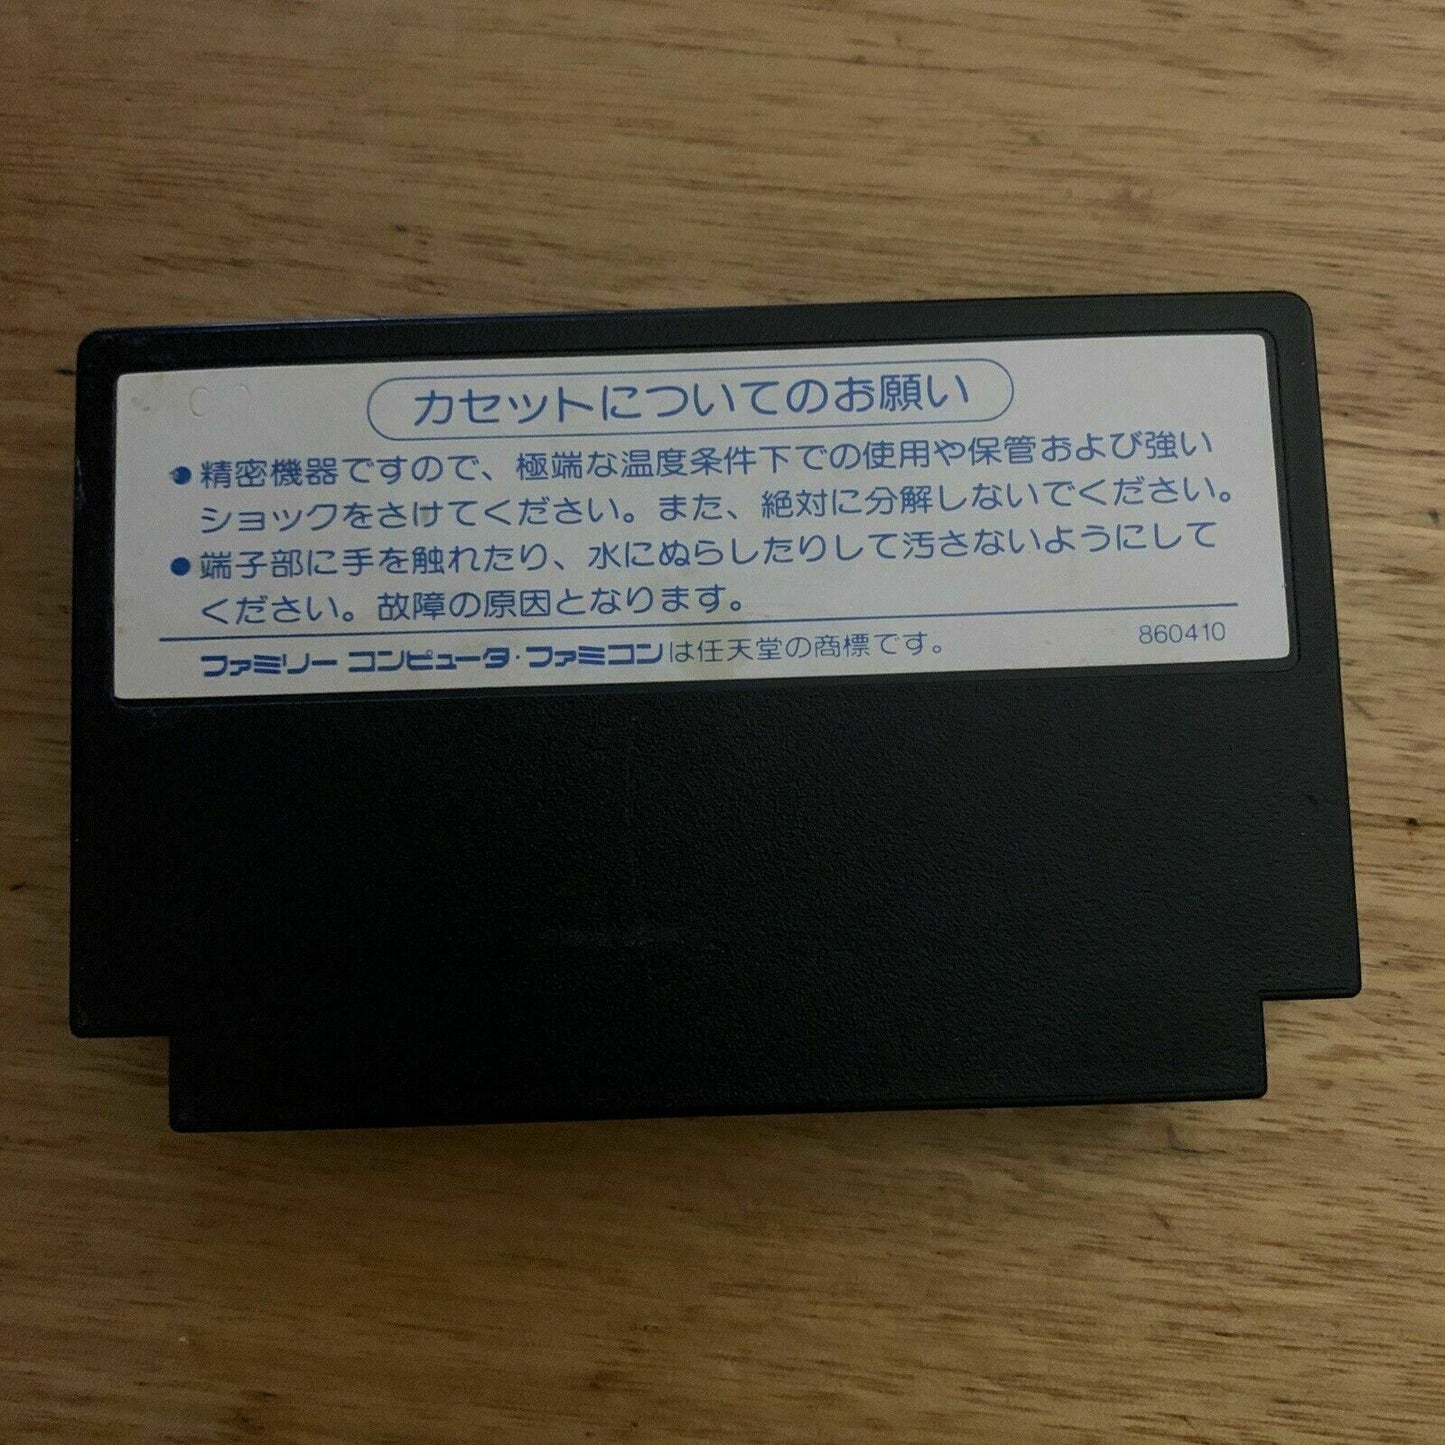 カセットについてのお願い
●精密機器ですので、極端な温度条件下での使用や保管および強い
ショックをさけてください。また、絶対に分解しないでください。
●端子部に手を触れたり、水にぬらしたりして汚さないようにして
ください。故障の原因となります。
ファミリー コンピュータ・ファミコンは任天堂の商標です。 860410